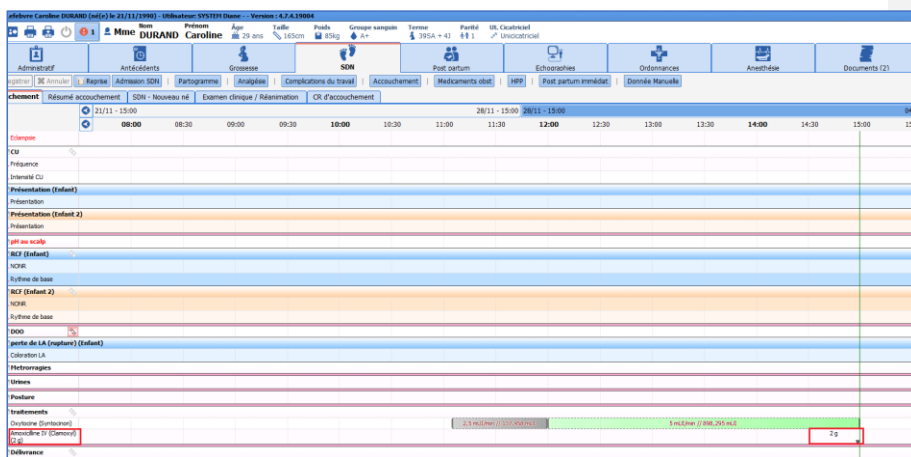 efebvre Caroline DURAND (né(e) le 21/11/1990) - Utilisateur: SYSTEM Diane - - Version : 4.7.4.19004
1 Mme Nom DURAND Prénom Caroline Âge 29 ans Taille 165cm Poids 85kg Groupe sanguin A+ Terme 39SA + 4J Parité 1 Ut. Cicatriciel Unicicatriciel
Administratif Antécédents Grossesse SDN Post partum Echographies Ordonnances Anesthésie Documents (2)
egistrer Annuler Reprise Admission SDN Partogramme Analgésie Complications du travail Accouchement Medicaments obst HPP Post partum immédiat Donnée Manuelle
chement Résumé accouchement SDN - Nouveau né Examen clinique / Réanimation CR d'accouchement
21/11 - 15:00 28/11 - 15:00 28/11 - 15:00
08:00 08:30 09:00 09:30 10:00 10:30 11:00 11:30 12:00 12:30 13:00 13:30 14:00 14:30 15:00
Eclampsie
CU
Fréquence
Intensité CU
Présentation (Enfant)
Présentation
Présentation (Enfant 2)
Présentation
pH au scalp
RCF (Enfant)
NONR
Rythme de base
RCF (Enfant 2)
NONR
Rythme de base
DOO
perte de LA (rupture) (Enfant)
Coloration LA
Metrorragies
Urines
Posture
traitements
Oxytocine (Syntocinon) 5 mUI/min // 898,295 mUI
Amoxicilline IV (Clamoxyl) 2 g
(2 g)
Délivrance